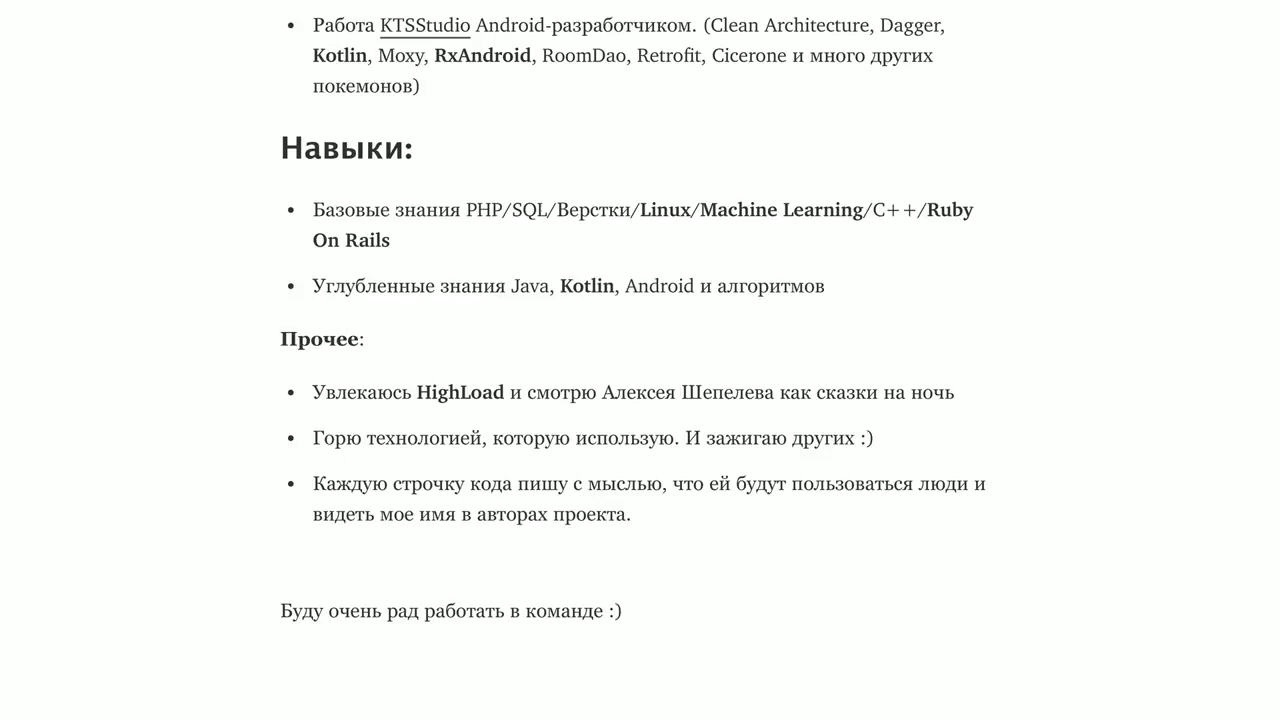 • Работа KTSStudio Android-разработчиком. (Clean Architecture, Dagger,
Kotlin, Moxy, RxAndroid, RoomDao, Retrofit, Cicerone и много других
покемонов)
Навыки:
• Базовые знания PHP/SQL/Верстки/Linux/Machine Learning/C++/Ruby
On Rails
• Углубленные знания Java, Kotlin, Android и алгоритмов
Прочее:
• Увлекаюсь HighLoad и смотрю Алексея Шепелева как сказки на ночь
• Горю технологией, которую использую. И зажигаю других :)
• Каждую строчку кода пишу с мыслью, что ей будут пользоваться люди и
видеть мое имя в авторах проекта.
Буду очень рад работать в команде :)